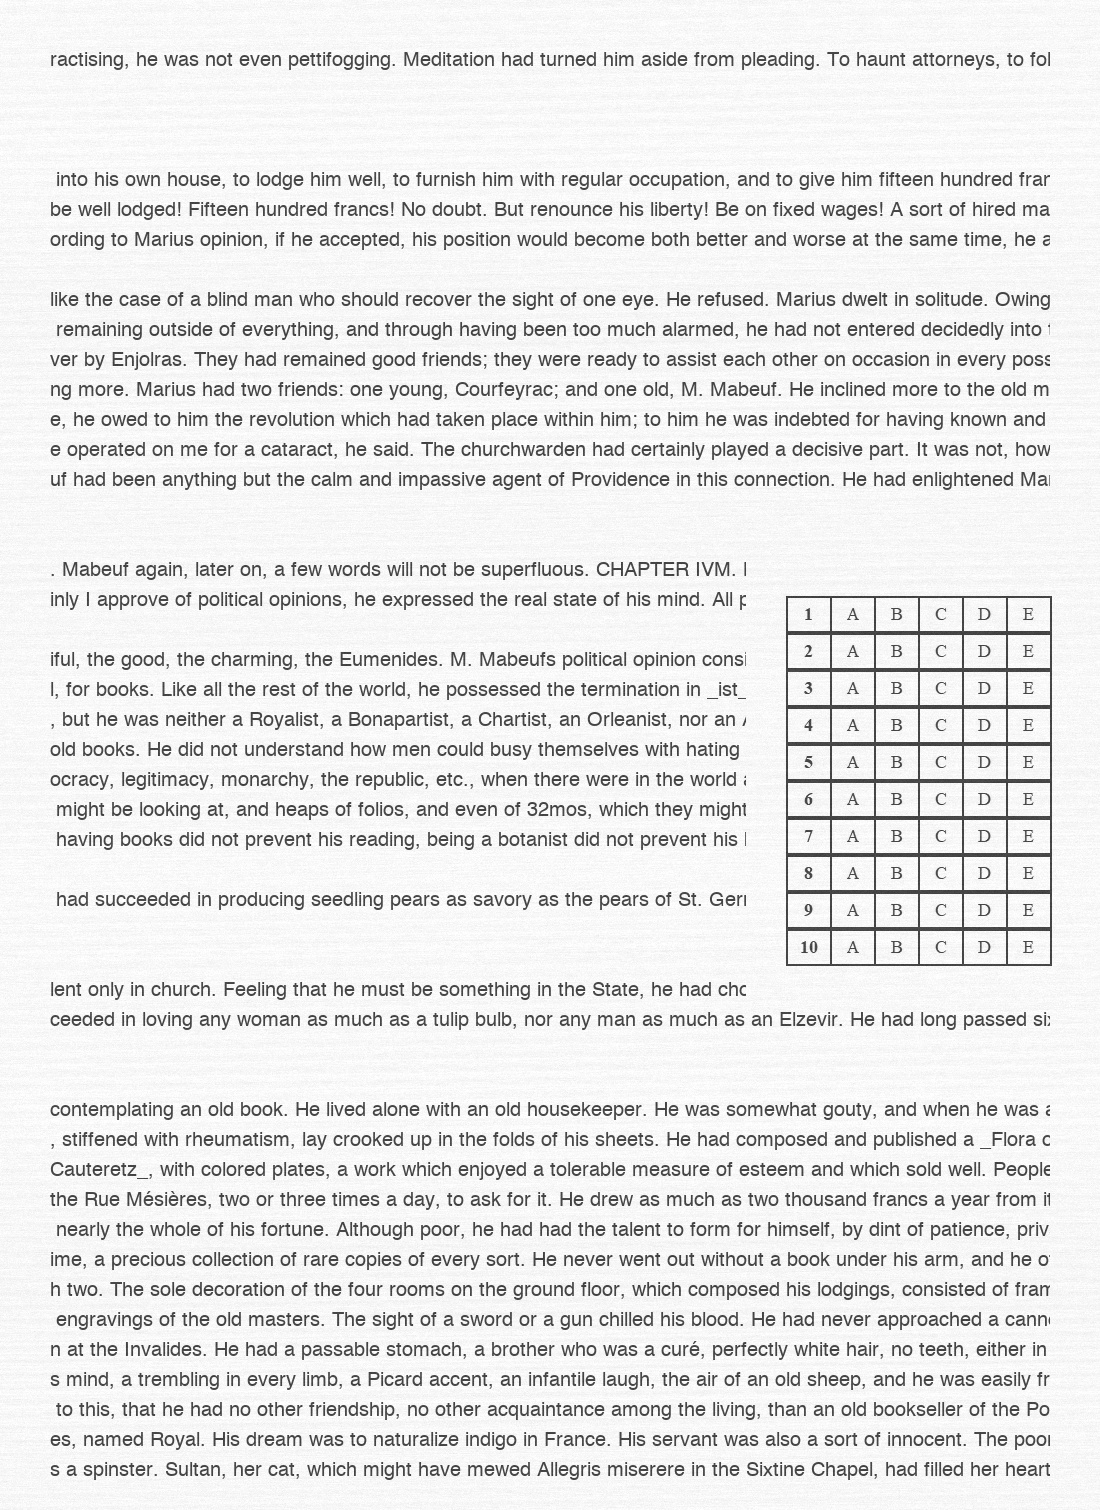 ractising, he was not even pettifogging. Meditation had turned him aside from pleading. To haunt attorneys, to fol
into his own house, to lodge him well, to furnish him with regular occupation, and to give him fifteen hundred
be well lodged! Fifteen hundred francs! No doubt. But renounce his liberty! Be on fixed wages! A sort of hired ma
ording to Marius opinion, if he accepted, his position would become both better and worse at the same time, he a
like the case of a blind man who should recover the sight of one eye. He refused. Marius dwelt in solitude. Owing
remaining outside of everything, and through having been too much alarmed, he had not entered decidedly into
ver by Enjolras. They had remained good friends; they were ready to assist each other on occasion in every poss
ng more. Marius had two friends: one young, Courfeyrac; and one old, M. Mabeuf. He inclined more to the old m
e, he owed to him the revolution which had taken place within him; to him he was indebted for having known and
e operated on me for a cataract, he said. The churchwarden had certainly played a decisive part. It was not, how
uf had been anything but the calm and impassive agent of Providence in this connection. He had enlightened
. Mabeuf again, later on, a few words will not be superfluous. CHAPTER IVM.
inly I approve of political opinions, he expressed the real state of his mind. All
iful, the good, the charming, the Eumenides. M. Mabeufs political opinion consi
l, for books. Like all the rest of the world, he possessed the termination in _ist_
, but he was neither a Royalist, a Bonapartist, a Chartist, an Orleanist, nor an
old books. He did not understand how men could busy themselves with hating
ocracy, legitimacy, monarchy, the republic, etc., when there were in the world
might be looking at, and heaps of folios, and even of 32mos, which they might
having books did not prevent his reading, being a botanist did not prevent his
had succeeded in producing seedling pears as savory as the pears of St.
lent only in church. Feeling that he must be something in the State, he had
ceeded in loving any woman as much as a tulip bulb, nor any man as much as an Elzevir. He had long passed
1 A B C D E
2 A B C D E
3 A B C D E
4 A B C D E
5 A B C D E
6 A B C D E
7 A B C D E
8 A B C D E
9 A B C D E
10 A B C D E
contemplating an old book. He lived alone with an old housekeeper. He was somewhat gouty, and when he was
, stiffened with rheumatism, lay crooked up in the folds of his sheets. He had composed and published a _Flora
Cauteretz_, with colored plates, a work which enjoyed a tolerable measure of esteem and which sold well. People
the Rue Mésières, two or three times a day, to ask for it. He drew as much as two thousand francs a year from it
nearly the whole of his fortune. Although poor, he had had the talent to form for himself, by dint of patience, priv
ime, a precious collection of rare copies of every sort. He never went out without a book under his arm, and he
h two. The sole decoration of the four rooms on the ground floor, which composed his lodgings, consisted of fram
engravings of the old masters. The sight of a sword or a gun chilled his blood. He had never approached a
n at the Invalides. He had a passable stomach, a brother who was a curé, perfectly white hair, no teeth, either in
s mind, a trembling in every limb, a Picard accent, an infantile laugh, the air of an old sheep, and he was easily fr
to this, that he had no other friendship, no other acquaintance among the living, than an old bookseller of the Po
es, named Royal. His dream was to naturalize indigo in France. His servant was also a sort of innocent. The poor
s a spinster. Sultan, her cat, which might have mewed Allegris miserere in the Sixtine Chapel, had filled her heart